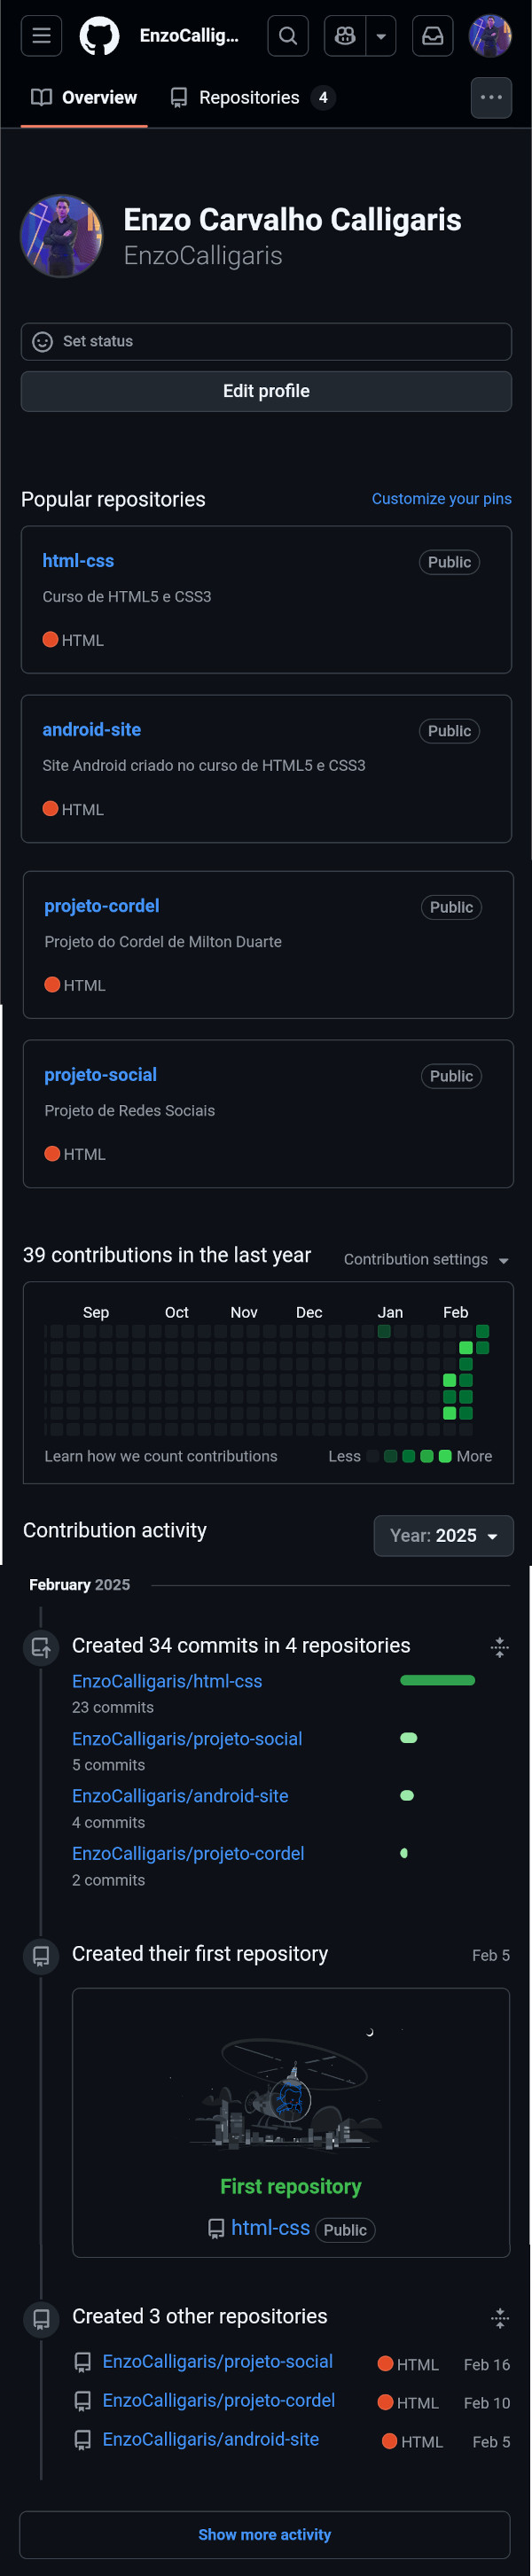 EnzoCallig...
Overview
Repositories 4
Enzo Carvalho Calligaris
EnzoCalligaris
Set status
Edit profile
Popular repositories
Customize your pins
html-css
Public
Curso de HTML5 e CSS3
HTML
android-site
Public
Site Android criado no curso de HTML5 e CSS3
HTML
projeto-cordel
Public
Projeto do Cordel de Milton Duarte
HTML
projeto-social
Public
Projeto de Redes Sociais
HTML
39 contributions in the last year
Contribution settings
Sep Oct Nov Dec Jan Feb
Learn how we count contributions
Less More
Contribution activity
Year: 2025
February 2025
Created 34 commits in 4 repositories
EnzoCalligaris/html-css
23 commits
EnzoCalligaris/projeto-social
5 commits
EnzoCalligaris/android-site
4 commits
EnzoCalligaris/projeto-cordel
2 commits
Created their first repository
Feb 5
First repository
html-css Public
Created 3 other repositories
EnzoCalligaris/projeto-social HTML Feb 16
EnzoCalligaris/projeto-cordel HTML Feb 10
EnzoCalligaris/android-site HTML Feb 5
Show more activity